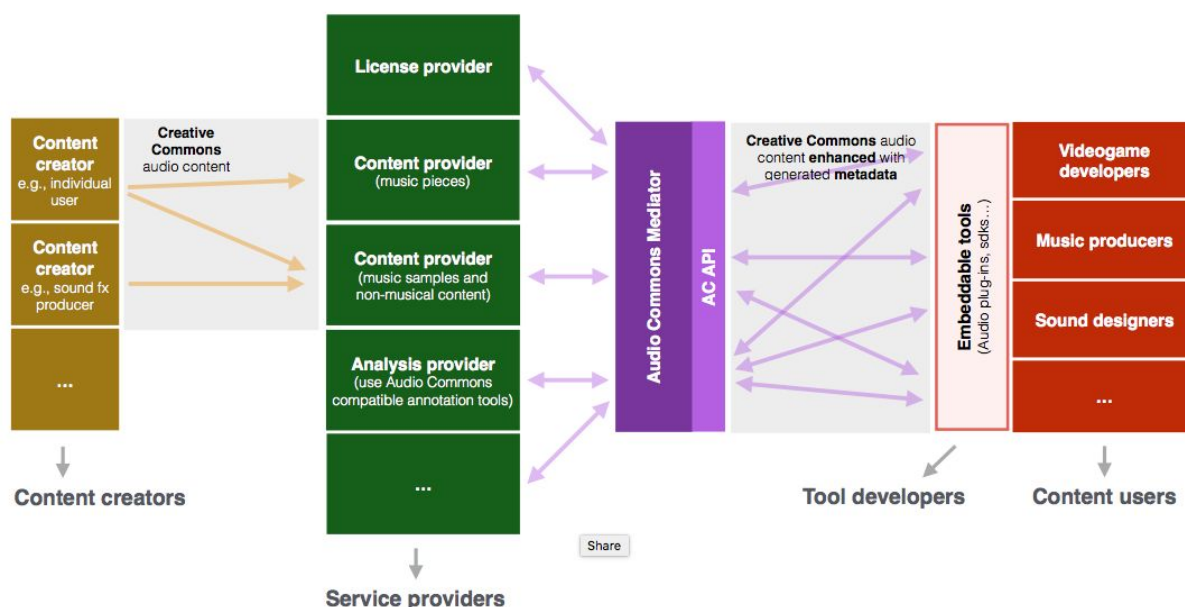 License provider
Content creator
e.g., individual
user
Creative
Commons
audio content
Content provider
(music pieces)
Content creator
e.g., sound fx
producer
Content provider
(music samples and
non-musical content)
...
Analysis provider
(use Audio Commons
compatible annotation tools)
...
Audio Commons Mediator
AC API
Creative Commons audio
content enhanced with
generated metadata
Embeddable tools
(Audio plug-ins, sdks...)
Videogame
developers
Music producers
Sound designers
...
Content creators
Service providers
Share
Tool developers
Content users